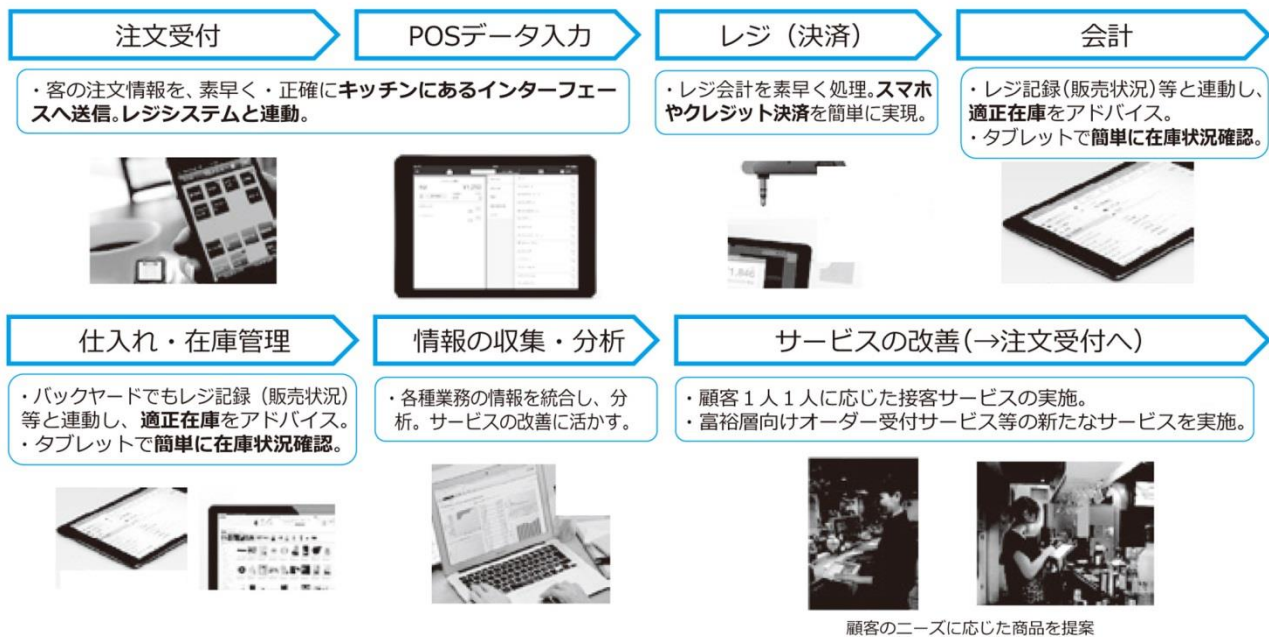 注文受付
POSデータ入力
レジ（決済）
会計
・客の注文情報を、素早く・正確にキッチンにあるインターフェー
スへ送信。レジシステムと連動。
・レジ会計を素早く処理。スマホ
やクレジット決済を簡単に実現。
・レジ記録（販売状況）等と連動し、
適正在庫をアドバイス。
・タブレットで簡単に在庫状況確認。
仕入れ・在庫管理
情報の収集・分析
サービスの改善（→注文受付へ）
・バックヤードでもレジ記録（販売状況）
等と連動し、適正在庫をアドバイス。
・タブレットで簡単に在庫状況確認。
・各種業務の情報を統合し、分
析。サービスの改善に活かす。
・顧客１人１人に応じた接客サービスの実施。
・富裕層向けオーダー受付サービス等の新たなサービスを実施。
顧客のニーズに応じた商品を提案